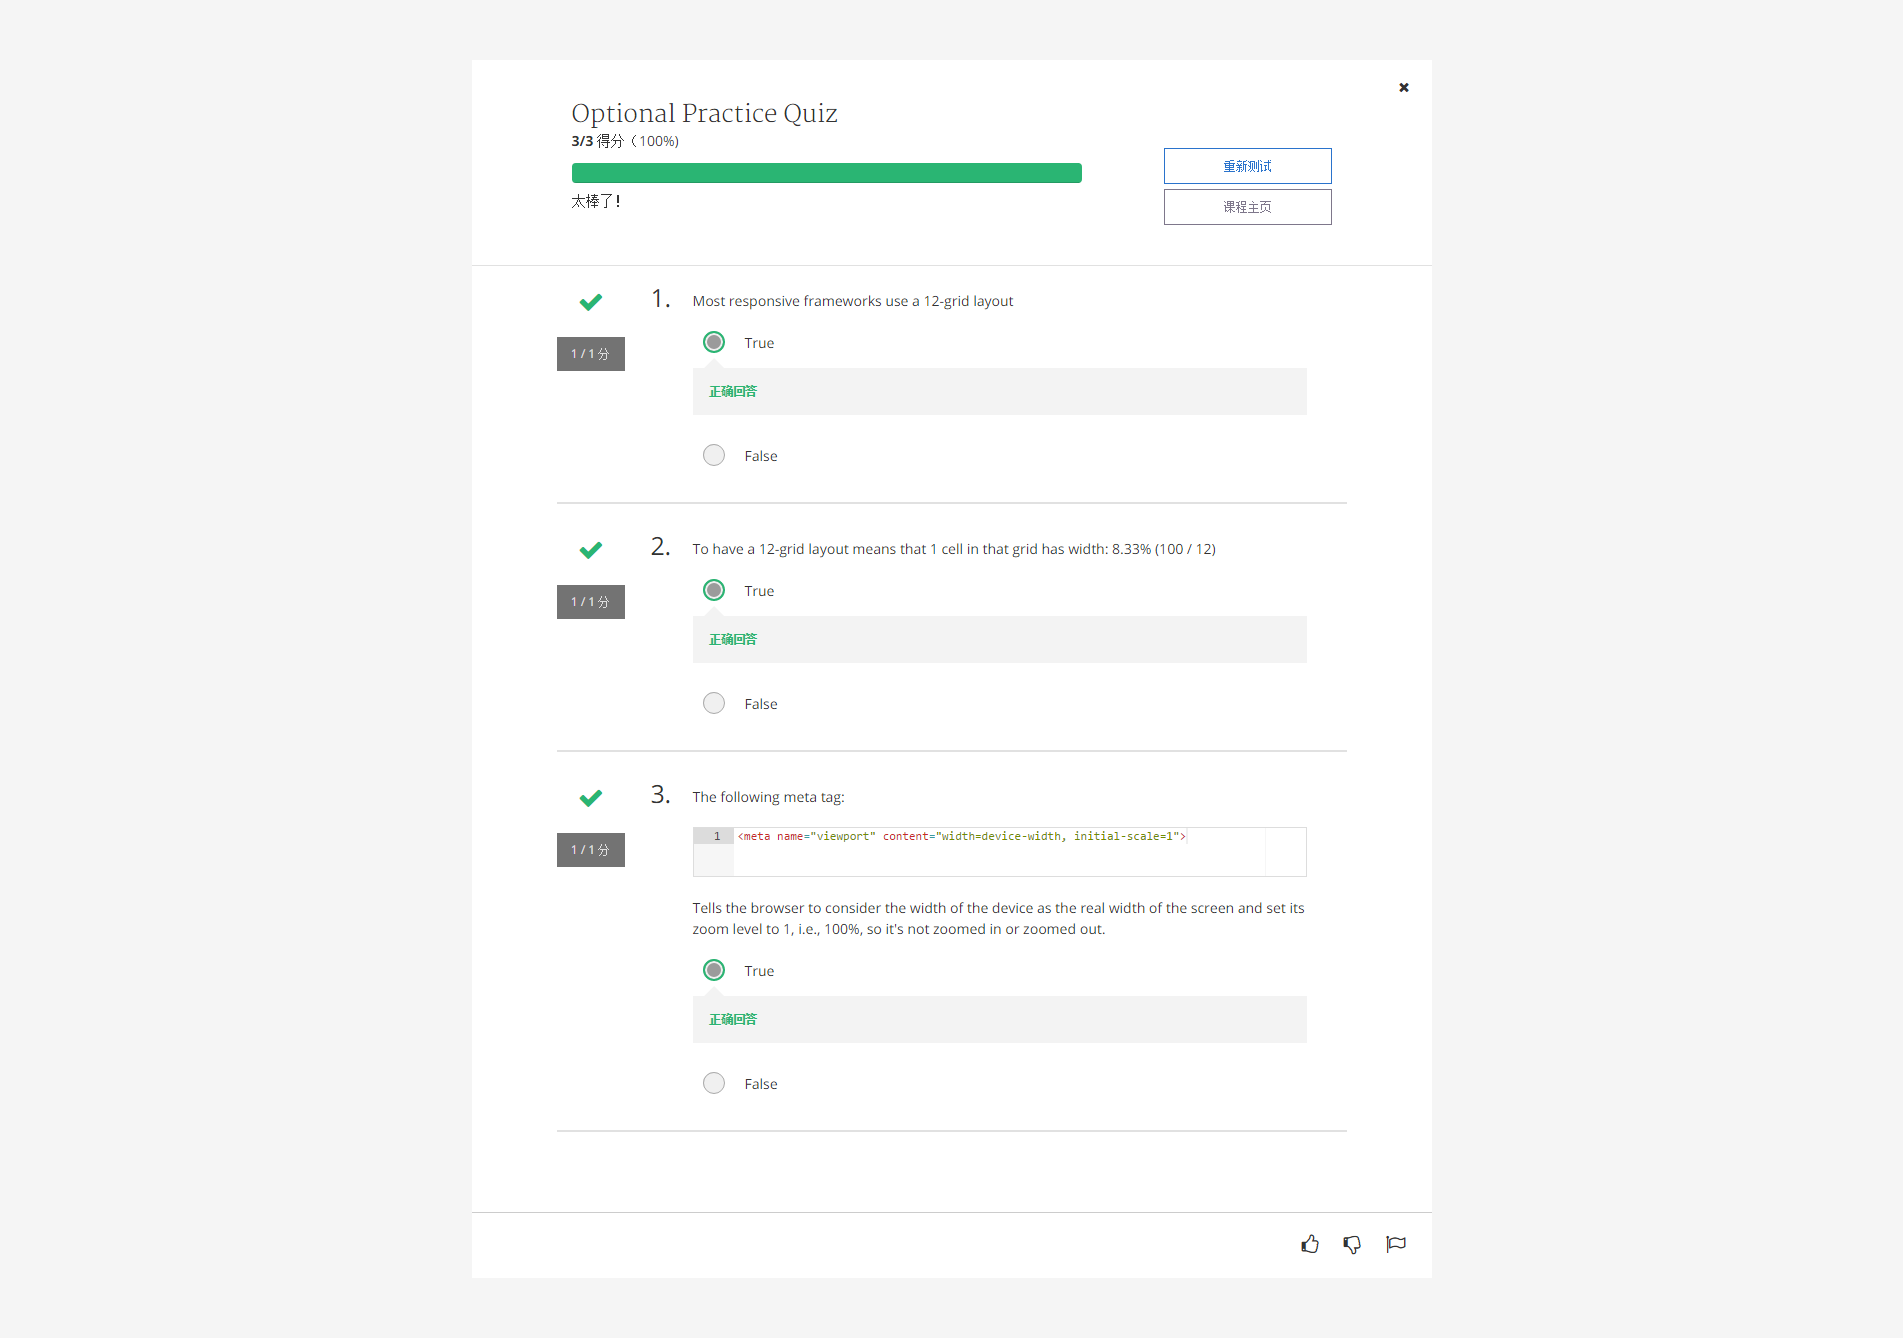 Optional Practice Quiz
3/3 得分（100%)
太棒了!
重新测试
课程主页
1 / 1 分
1. Most responsive frameworks use a 12-grid layout
True
正确回答
False
1 / 1 分
2. To have a 12-grid layout means that 1 cell in that grid has width: 8.33% (100 / 12)
True
正确回答
False
1 / 1 分
3. The following meta tag:
1 <meta name="viewport" content="width=device-width, initial-scale=1">
Tells the browser to consider the width of the device as the real width of the screen and set its
zoom level to 1, i.e., 100%, so it's not zoomed in or zoomed out.
True
正确回答
False